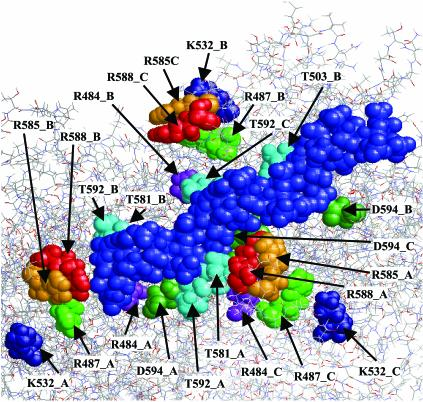 K532_B
R585C
R588_C
T503_B
R484_B
R487_B
R585_B
T592_C
R588_B
T592_B
T581_B
D594_B
D594_C
R585_A
R588_A
R484_A
T581_A
R487_A
D594_A
R484_C
R487_C
K532_C
K532_A
T592_A